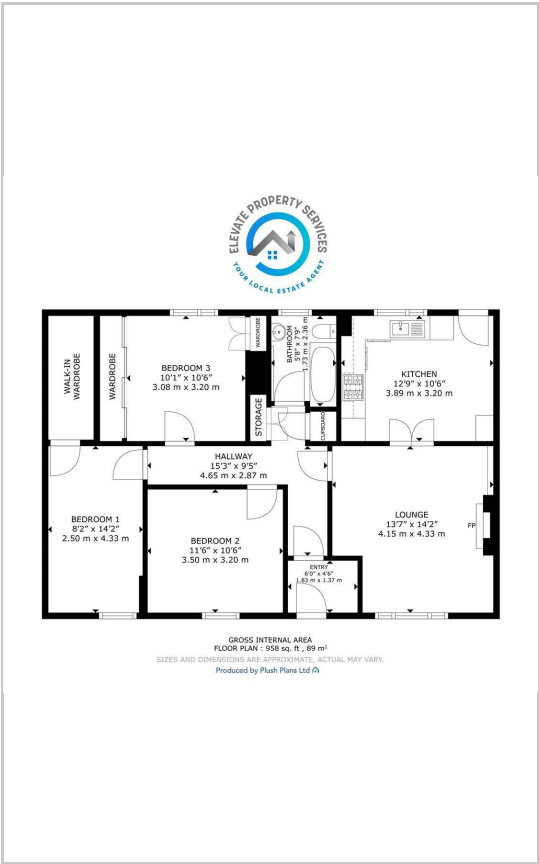 ELEVATE PROPERTY SERVICES
YOUR LOCAL ESTATE AGENT
WALK-IN
WARDROBE
WARDROBE
BEDROOM 3
10'1" x 10'6"
3.08 m x 3.20 m
WARDROBE
BATHROOM
5'8" x 7'9"
1.73 m x 2.36 m
KITCHEN
12'9" x 10'6"
3.89 m x 3.20 m
STORAGE
CUPBOARD
HALLWAY
15'3" x 9'5"
4.65 m x 2.87 m
BEDROOM 1
8'2" x 14'2"
2.50 m x 4.33 m
BEDROOM 2
11'6" x 10'6"
3.50 m x 3.20 m
LOUNGE
13'7" x 14'2"
4.15 m x 4.33 m
FP
ENTRY
6'0" x 4'6"
1.83 m x 1.37 m
GROSS INTERNAL AREA
FLOOR PLAN : 958 sq. ft , 89 m²
SIZES AND DIMENSIONS ARE APPROXIMATE, ACTUAL MAY VARY.
Produced by Plush Plans Ltd